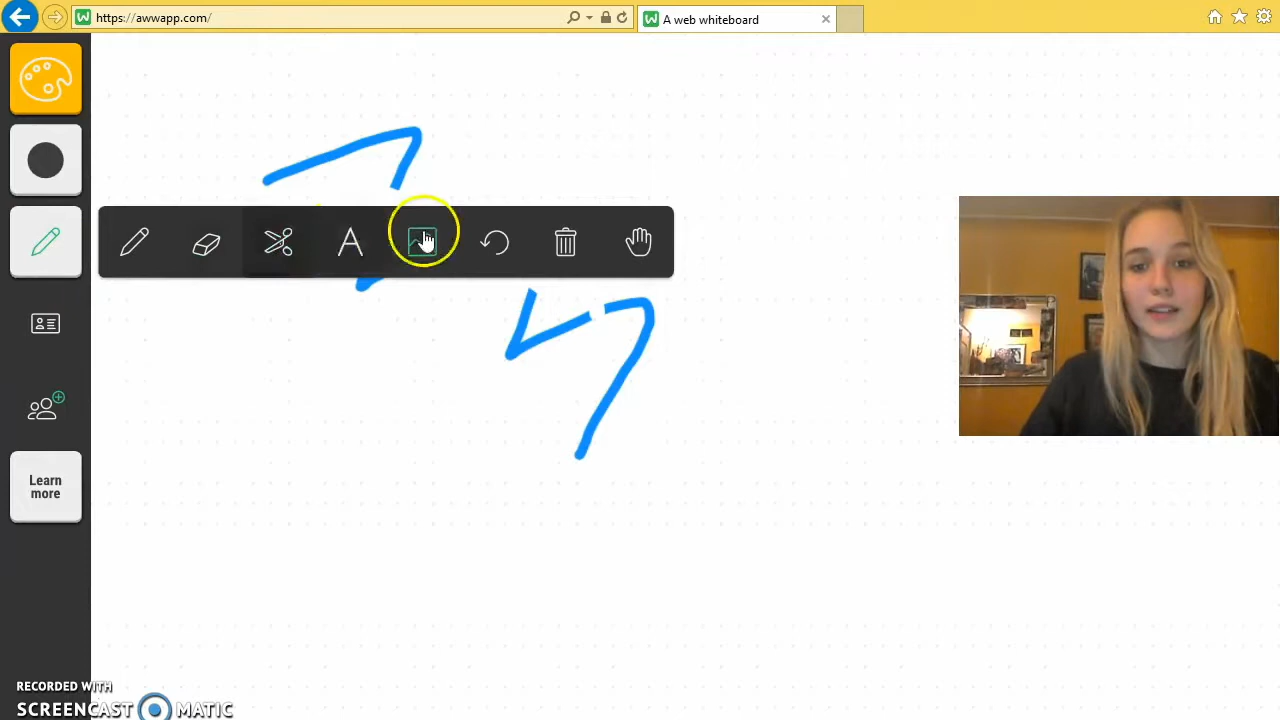 https://awwapp.com/
A web whiteboard
A
Learn
more
RECORDED WITH
SCREENCAST MATIC